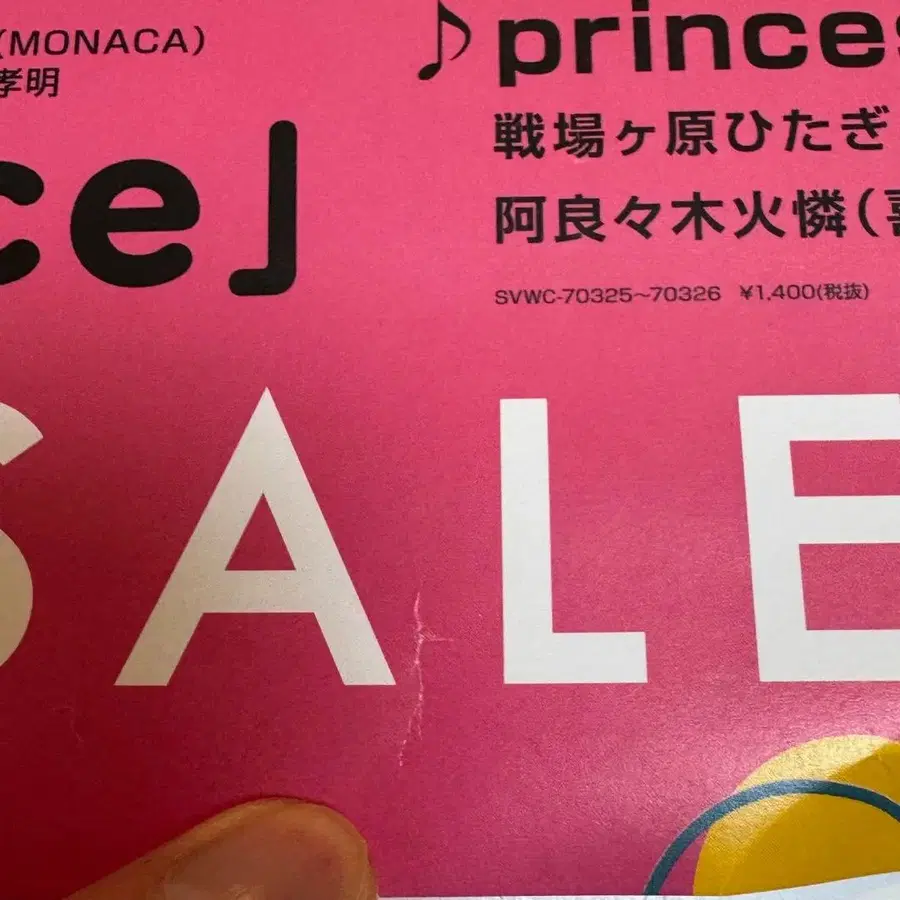 (MONACA)
孝明
ce」
♪princes
戦場ヶ原ひたぎ
阿良々木火憐(喜
SVWC-70325~70326 ¥1,400(税抜)
SALE